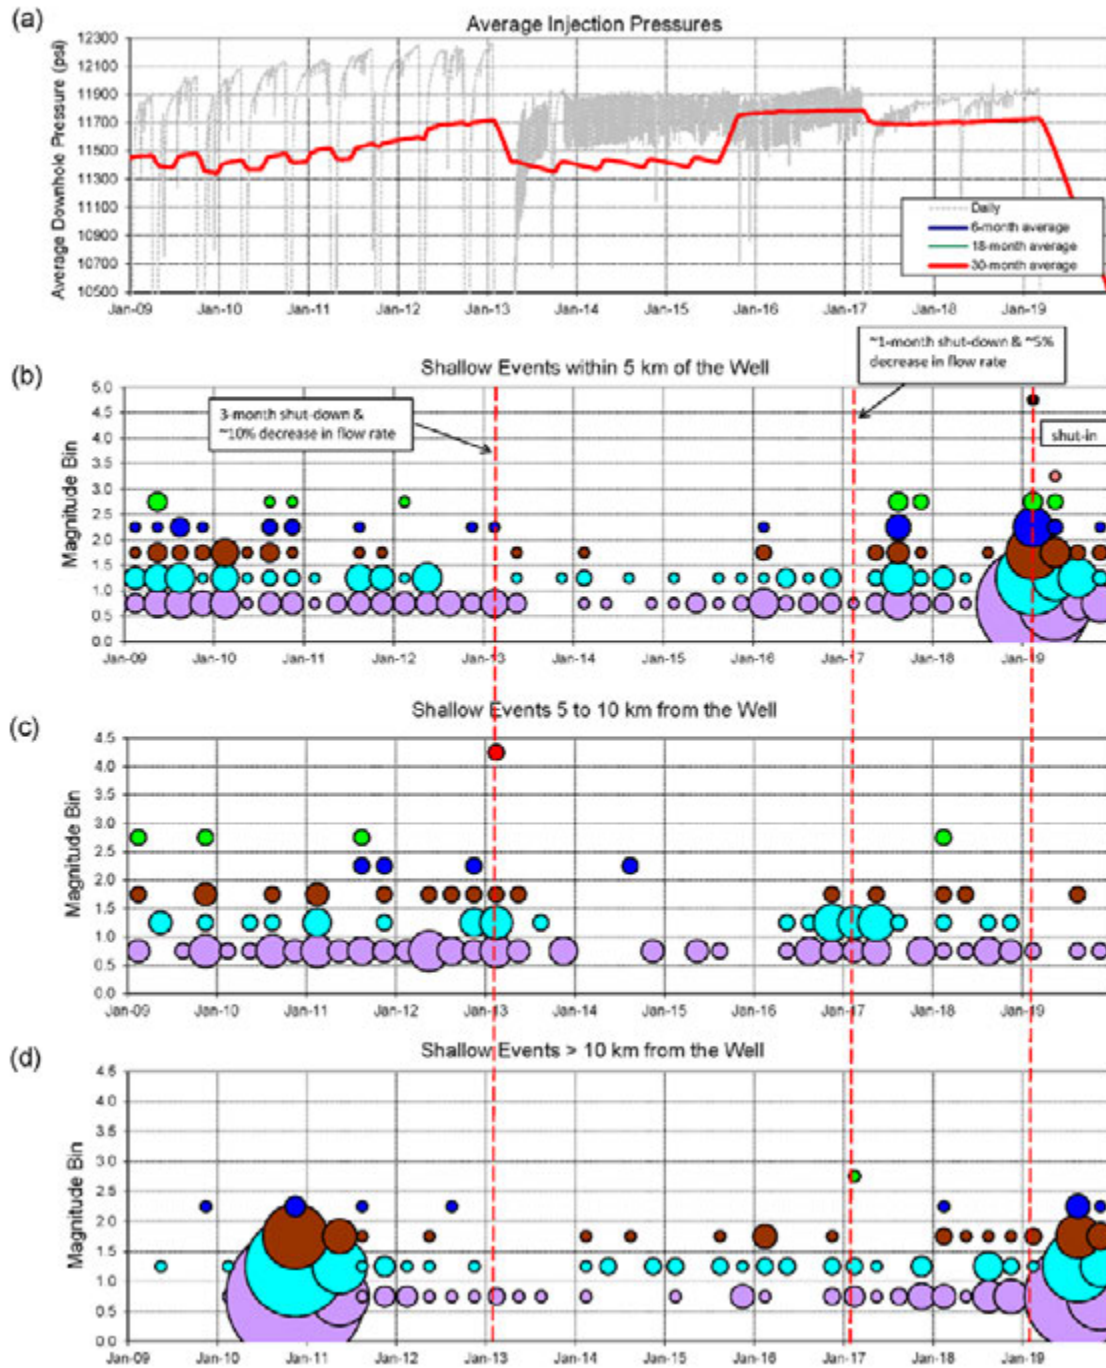 (a)
Average Injection Pressures
Average Downhole Pressure (psi)
12300
12100
11900
11700
11500
11300
11100
10900
10700
10500
Daily
6-month average
18-month average
30-month average
Jan-09 Jan-10 Jan-11 Jan-12 Jan-13 Jan-14 Jan-15 Jan-16 Jan-17 Jan-18 Jan-19
~1-month shut-down & ~5%
decrease in flow rate
(b)
Shallow Events within 5 km of the Well
Magnitude Bin
5.0
4.5
4.0
3.5
3.0
2.5
2.0
1.5
1.0
0.5
0.0
3-month shut-down &
~10% decrease in flow rate
shut-in
Jan-09 Jan-10 Jan-11 Jan-12 Jan-13 Jan-14 Jan-15 Jan-16 Jan-17 Jan-18 Jan-19
(c)
Shallow Events 5 to 10 km from the Well
Magnitude Bin
4.5
4.0
3.5
3.0
2.5
2.0
1.5
1.0
0.5
0.0
Jan-09 Jan-10 Jan-11 Jan-12 Jan-13 Jan-14 Jan-15 Jan-16 Jan-17 Jan-18 Jan-19
(d)
Shallow Events > 10 km from the Well
Magnitude Bin
4.5
4.0
3.5
3.0
2.5
2.0
1.5
1.0
0.5
0.0
Jan-09 Jan-10 Jan-11 Jan-12 Jan-13 Jan-14 Jan-15 Jan-16 Jan-17 Jan-18 Jan-19